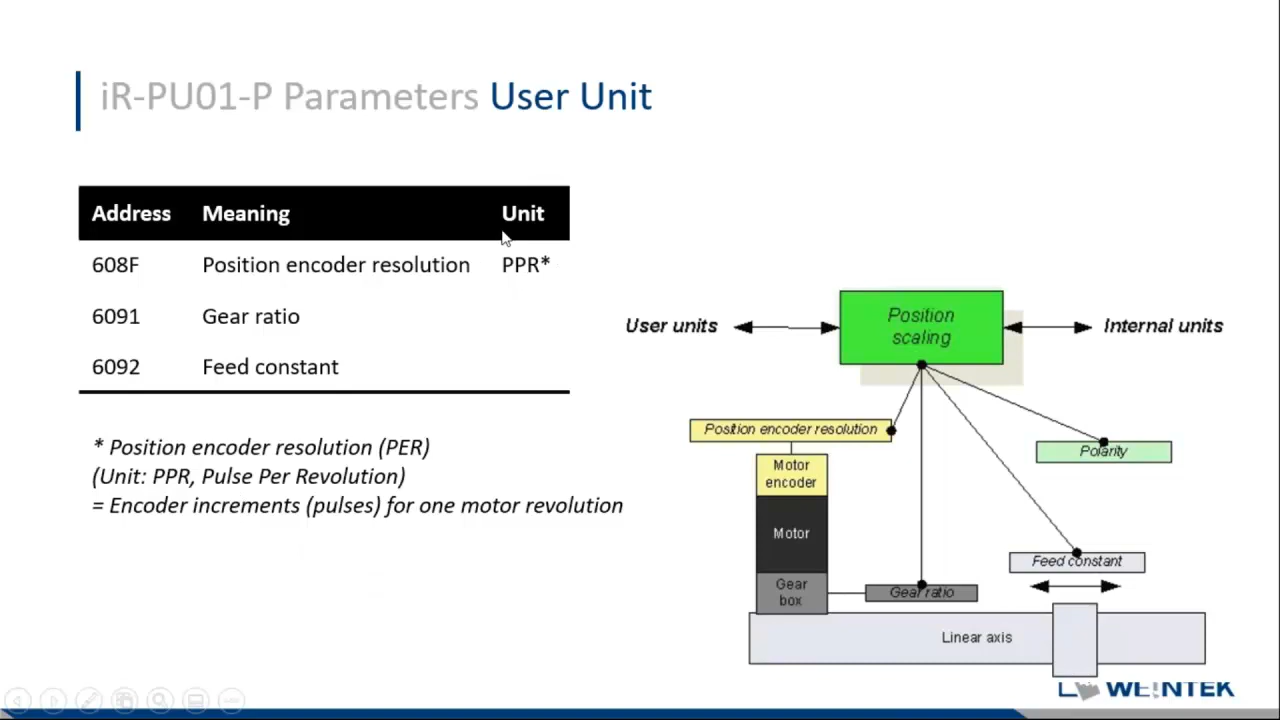 iR-PU01-P Parameters User Unit
Address Meaning Unit
608F Position encoder resolution PPR*
6091 Gear ratio
6092 Feed constant
* Position encoder resolution (PER)
(Unit: PPR, Pulse Per Revolution)
= Encoder increments (pulses) for one motor revolution
Position
scaling
User units
Internal units
Position encoder resolution
Polarity
Motor
encoder
Motor
Feed constant
Gear
box
Gear ratio
Linear axis
WEINTEK